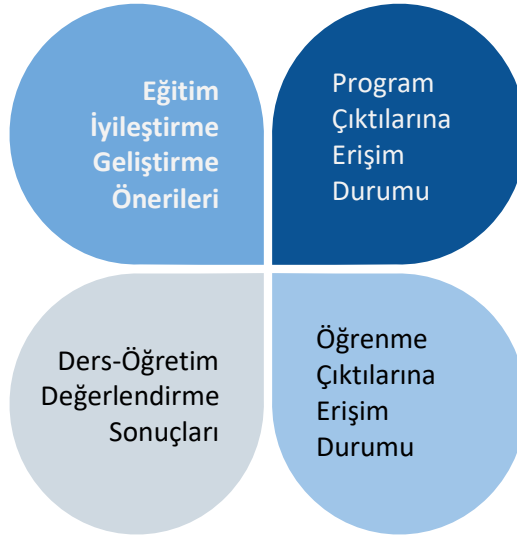 Eğitim
İyileştirme
Geliştirme
Önerileri
Program
Çıktılarına
Erişim
Durumu
Ders-Öğretim
Değerlendirme
Sonuçları
Öğrenme
Çıktılarına
Erişim
Durumu